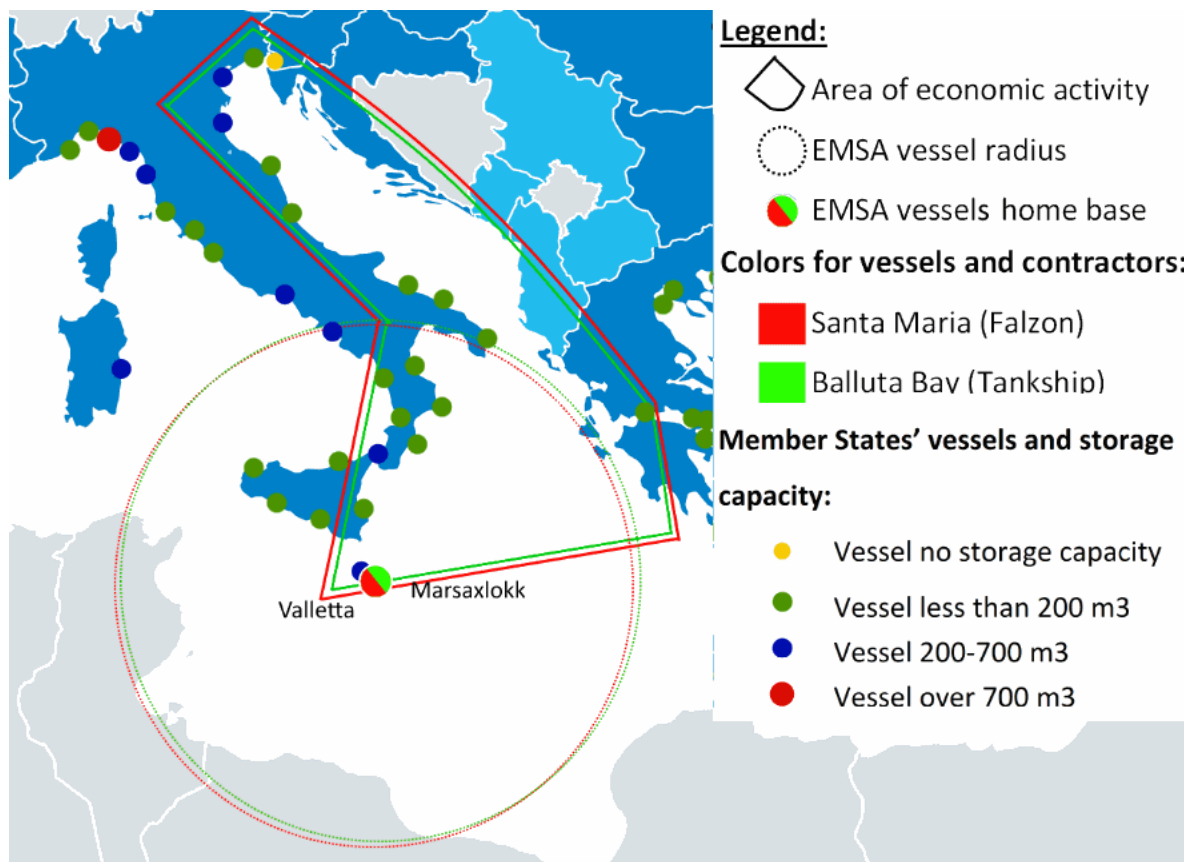 Legend:
Area of economic activity
EMSA vessel radius
EMSA vessels home base
Colors for vessels and contractors:
Santa Maria (Falzon)
Balluta Bay (Tankship)
Member States' vessels and storage
capacity:
Vessel no storage capacity
Vessel less than 200 m3
Vessel 200-700 m3
Vessel over 700 m3
Marsaxlokk
Valletta